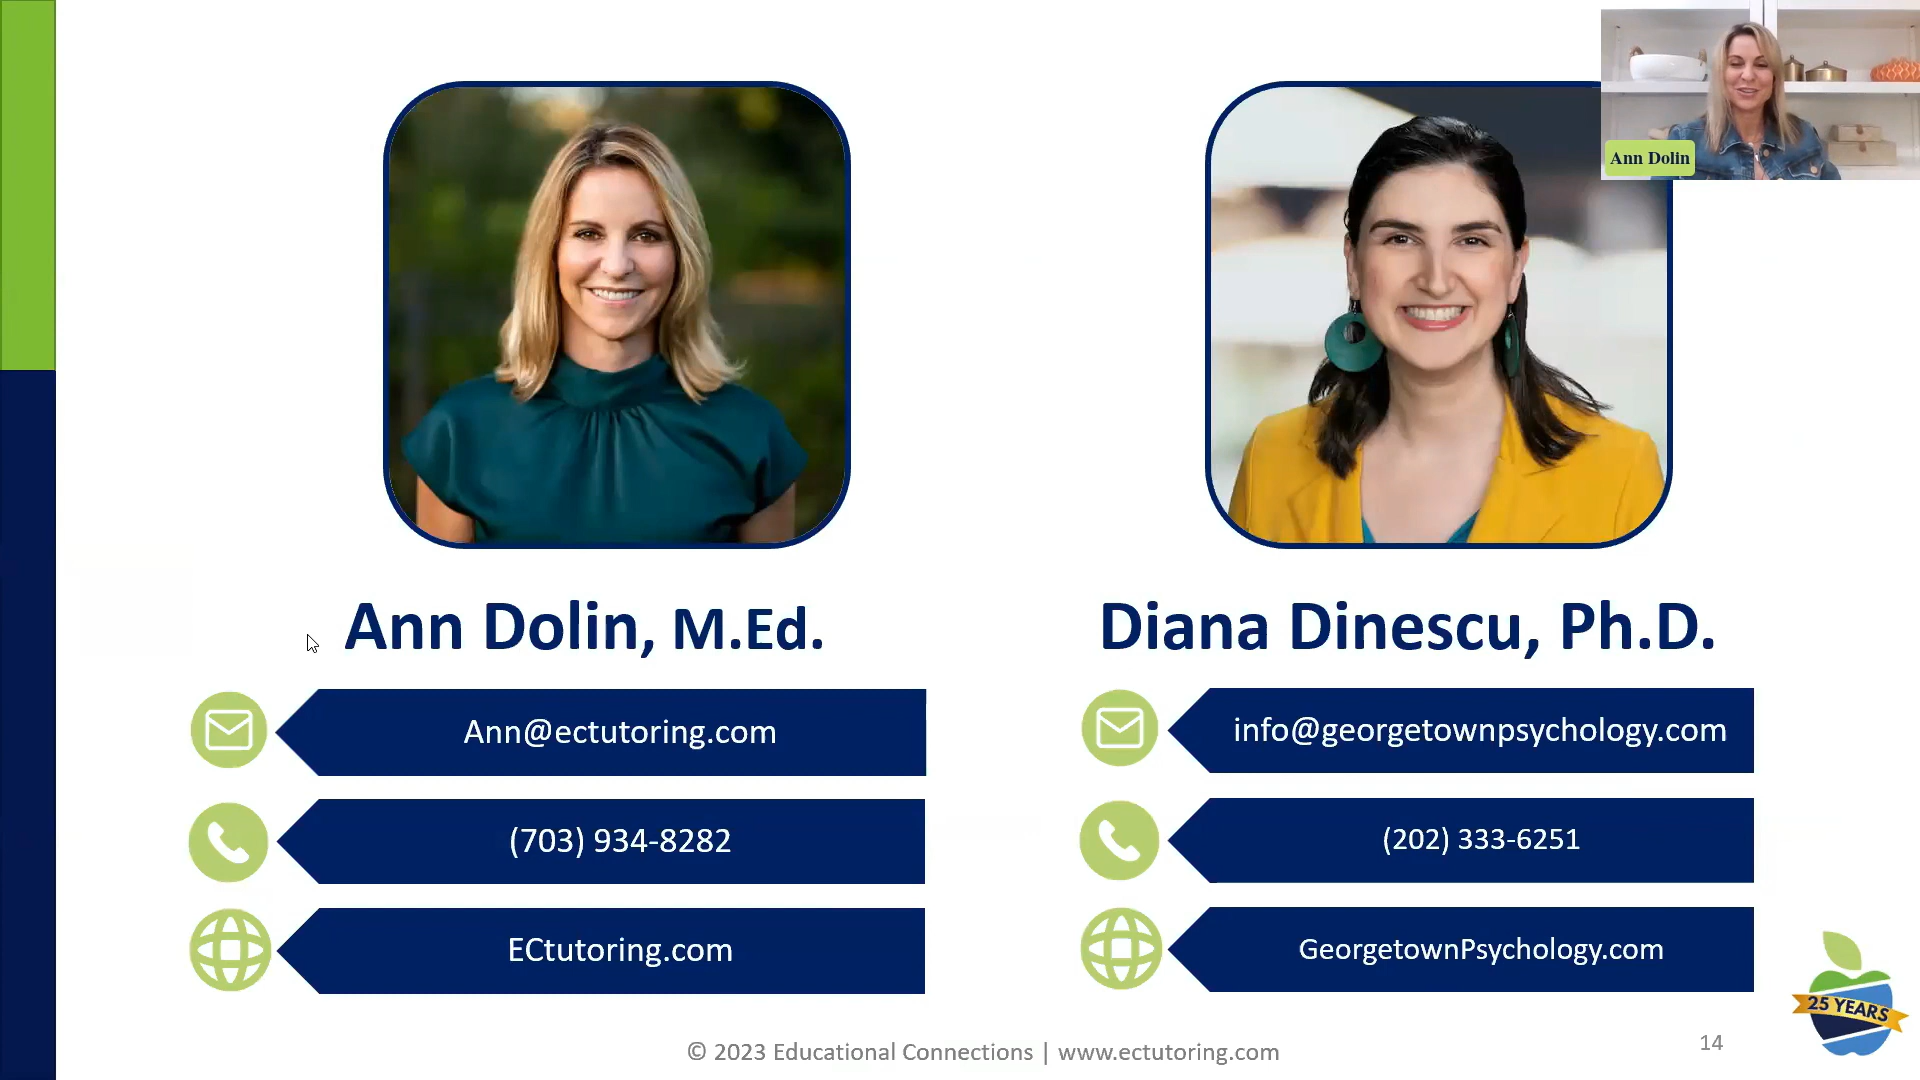 Ann Dolin
Ann Dolin, M.Ed.
Ann@ectutoring.com
(703) 934-8282
ECtutoring.com
Diana Dinescu, Ph.D.
info@georgetownpsychology.com
(202) 333-6251
GeorgetownPsychology.com
25 YEARS
© 2023 Educational Connections | www.ectutoring.com
14